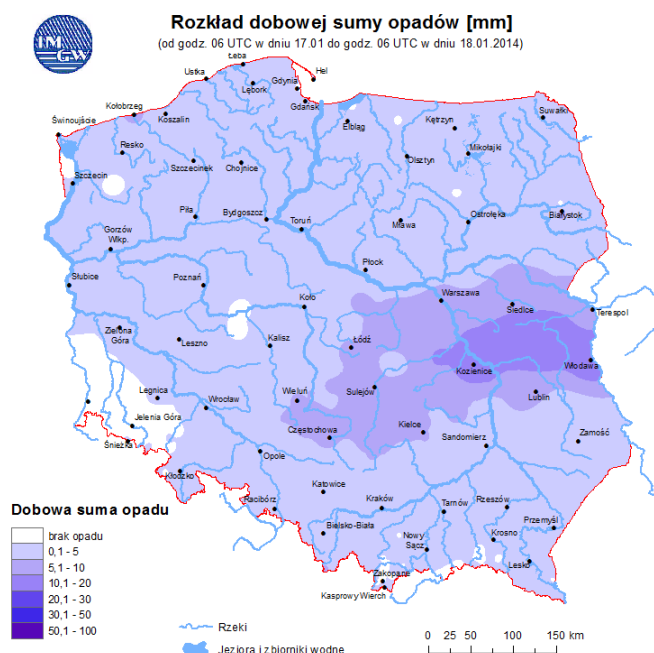 Rozkład dobowej sumy opadów [mm]
(od godz. 06 UTC w dniu 17.01 do godz. 06 UTC w dniu 18.01.2014)
IM
GW
Łeba
Hel
Ustka
Gdynia
Lębork
Gdańsk
Kołobrzeg
Koszalin
Suwałki
Świnoujście
Elbląg
Kętrzyn
Resko
Mikołajki
Szczecinek
Chojnice
Olsztyn
Szczecin
Piła
Bydgoszcz
Toruń
Mława
Ostrołęka
Białystok
Gorzów
Wlkp.
Płock
Słubice
Poznań
Koło
Warszawa
Siedlce
Terespol
Zielona
Góra
Leszno
Kalisz
Łódź
Kozienice
Włodawa
Legnica
Wrocław
Wieluń
Sulejów
Lublin
Jelenia Góra
Częstochowa
Kielce
Sandomierz
Zamość
Śnieżka
Opole
Kłodzko
Katowice
Racibórz
Kraków
Tarnów
Rzeszów
Bielsko-Biała
Przemyśl
Nowy
Sącz
Krosno
Lesko
Zakopane
Kasprowy Wierch
Dobowa suma opadu
brak opadu
0,1 - 5
5,1 - 10
10,1 - 20
20,1 - 30
30,1 - 50
50,1 - 100
Rzeki
Jeziora i zbiorniki wodne
0 25 50 100 150 km